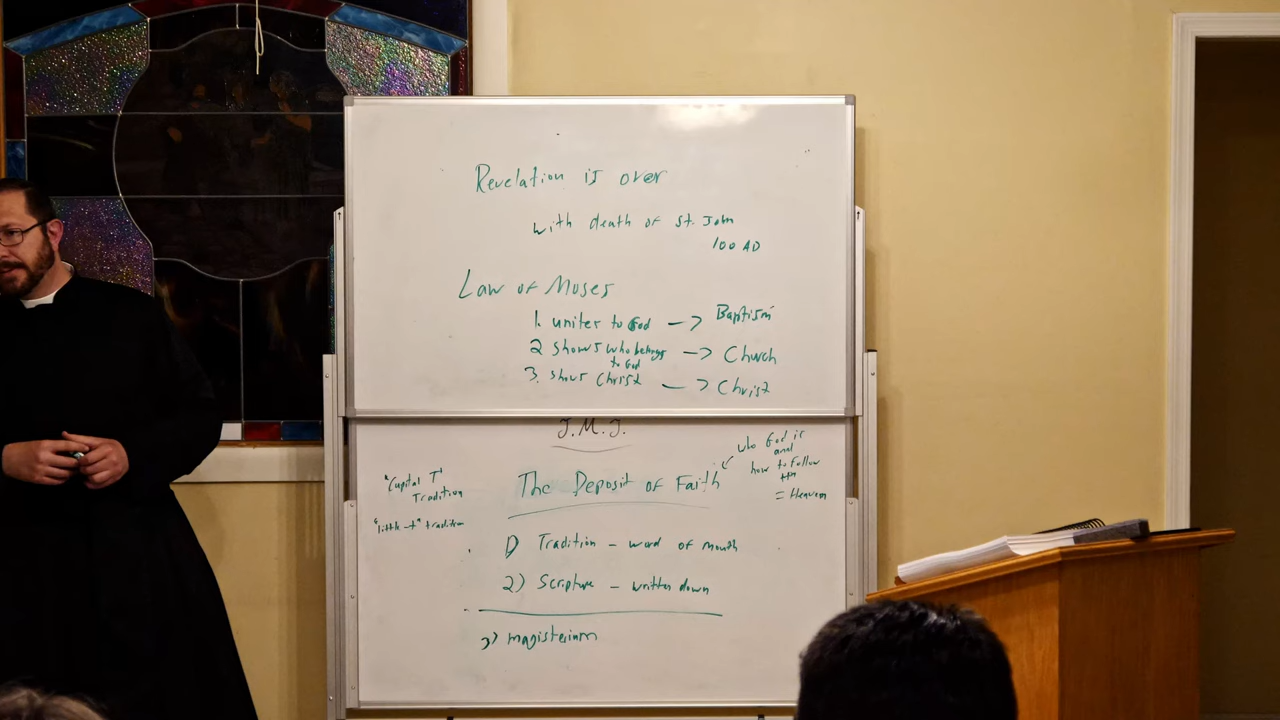 Revelation is over
with death of St. John
100 AD
Law of Moses
1. unites to God -> Baptism
2 shows who belongs to God -> Church
3. shows Christ -> Christ
J.M.J.
who God is
and
how to follow
Him
= Heaven
"Capital T"
Tradition
The Deposit of Faith
"little-t" tradition
1) Tradition - word of mouth
2) Scripture - written down
3) magisterium